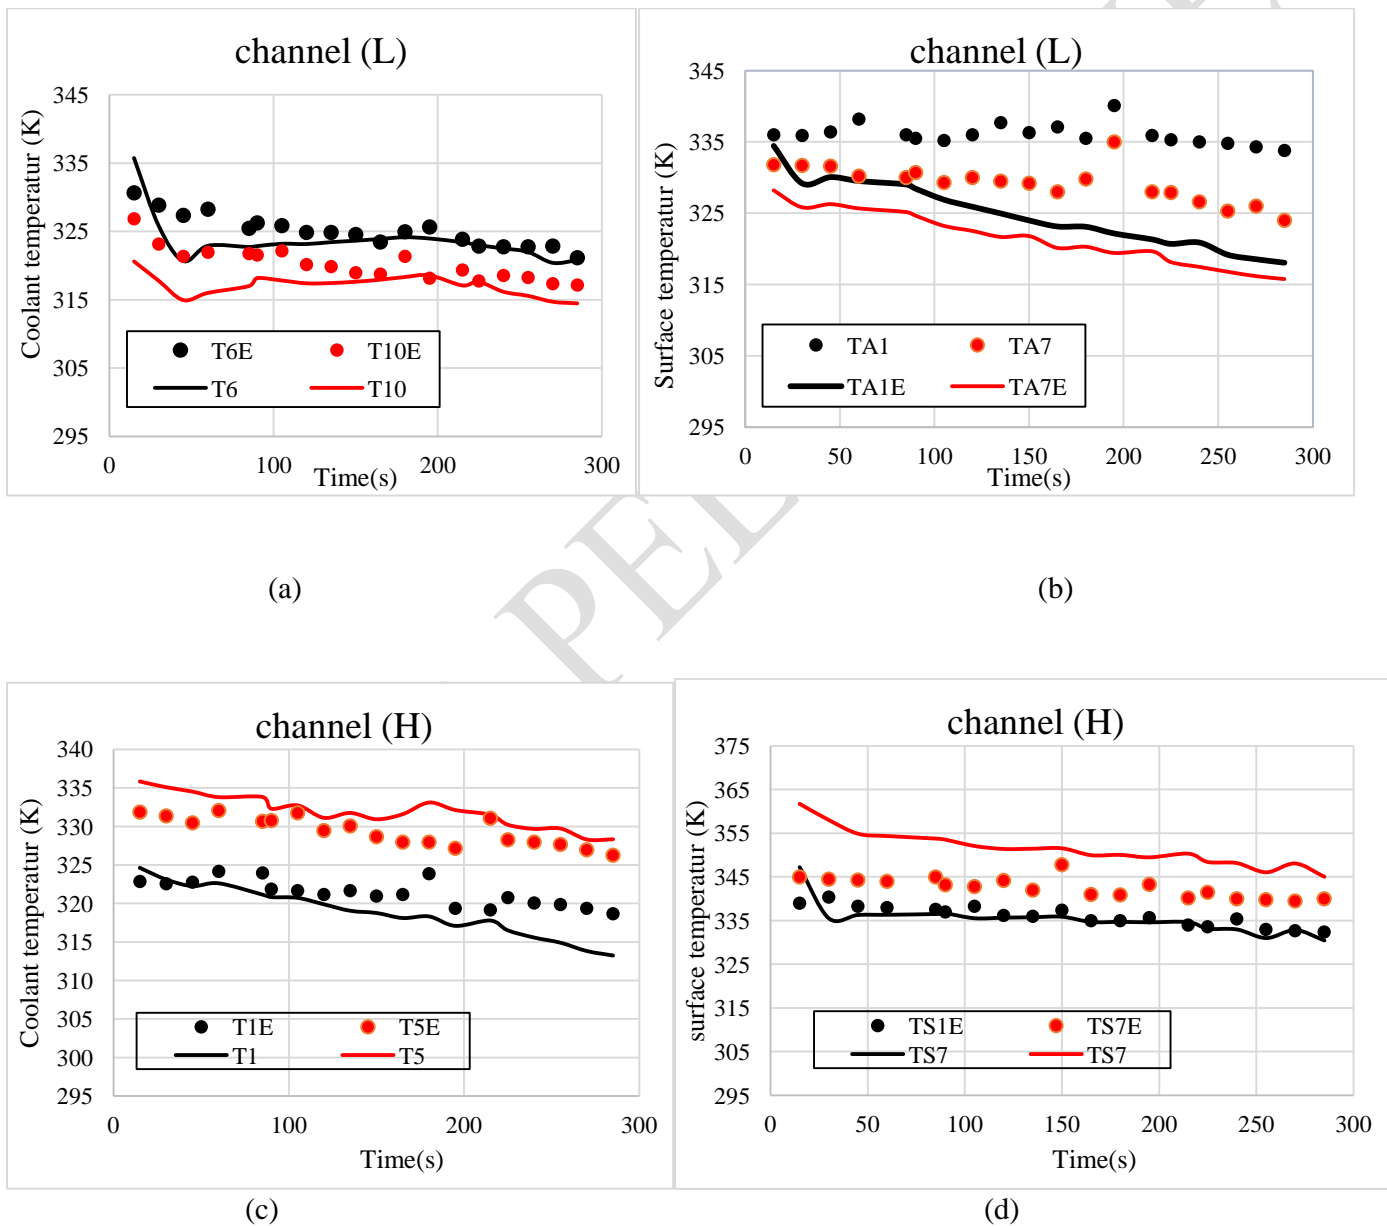 channel (L)
Coolant temperatur (K)
345
335
325
315
305
295
0
100
200
300
Time(s)
T6E
T10E
T6
T10
(a)
channel (L)
Surface temperatur (K)
345
335
325
315
305
295
0
50
100
150
200
250
300
Time(s)
TA1
TA7
TA1E
TA7E
(b)
channel (H)
Coolant temperatur (K)
340
335
330
325
320
315
310
305
300
295
0
100
200
300
Time(s)
T1E
T5E
T1
T5
(c)
channel (H)
surface temperatur (K)
375
365
355
345
335
325
315
305
295
0
50
100
150
200
250
300
Time(s)
TS1E
TS7E
TS7
TS7
(d)